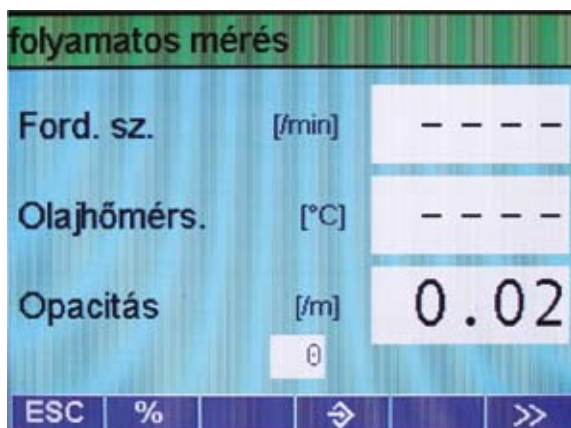 folyamatos mérés
Ford. sz. [/min] - - - -
Olajhőmérs. [°C] - - - -
Opacitás [/m] 0.02
0
ESC % >>